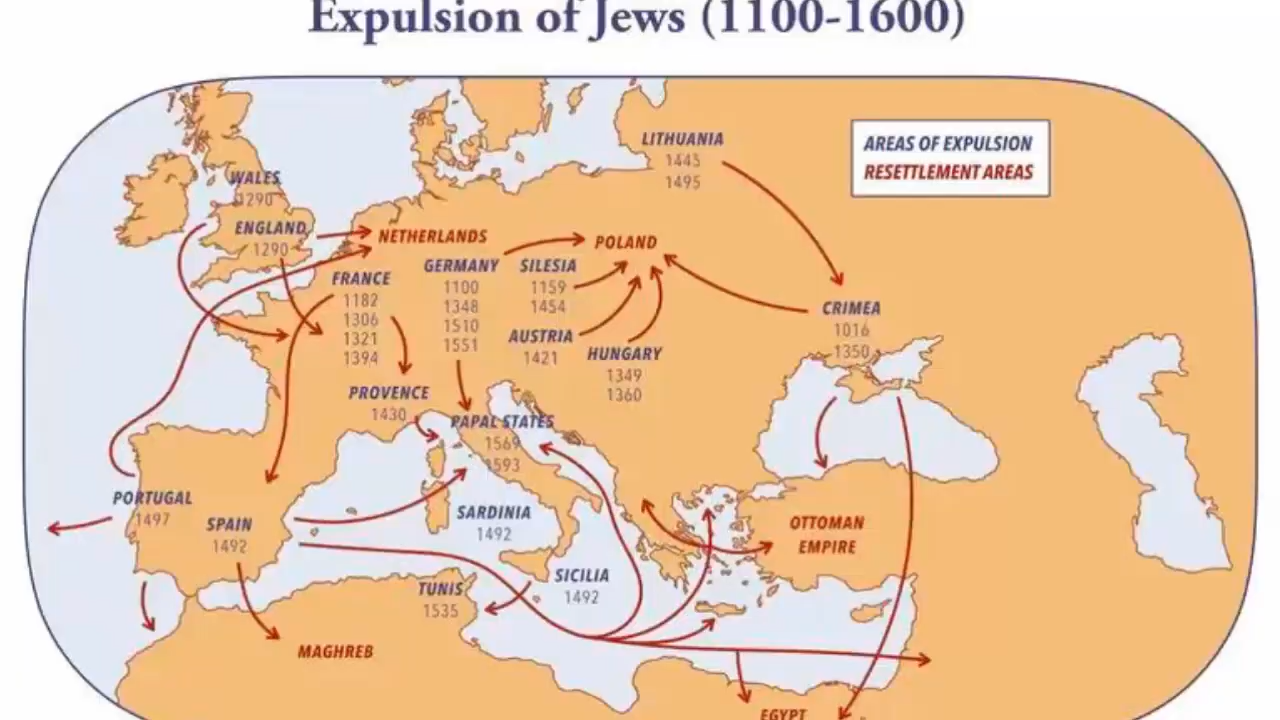 Expulsion of Jews (1100-1600)
AREAS OF EXPULSION
RESETTLEMENT AREAS
LITHUANIA
1445
1495
WALES
1290
ENGLAND
1290
NETHERLANDS
POLAND
GERMANY
1100
1348
1510
1551
SILESIA
1159
1454
FRANCE
1182
1306
1321
1394
CRIMEA
1016
1350
AUSTRIA
1421
HUNGARY
1349
1360
PROVENCE
1430
PAPAL STATES
1569
1593
PORTUGAL
1497
SPAIN
1492
SARDINIA
1492
OTTOMAN
EMPIRE
SICILIA
1492
TUNIS
1535
MAGHREB
EGYPT